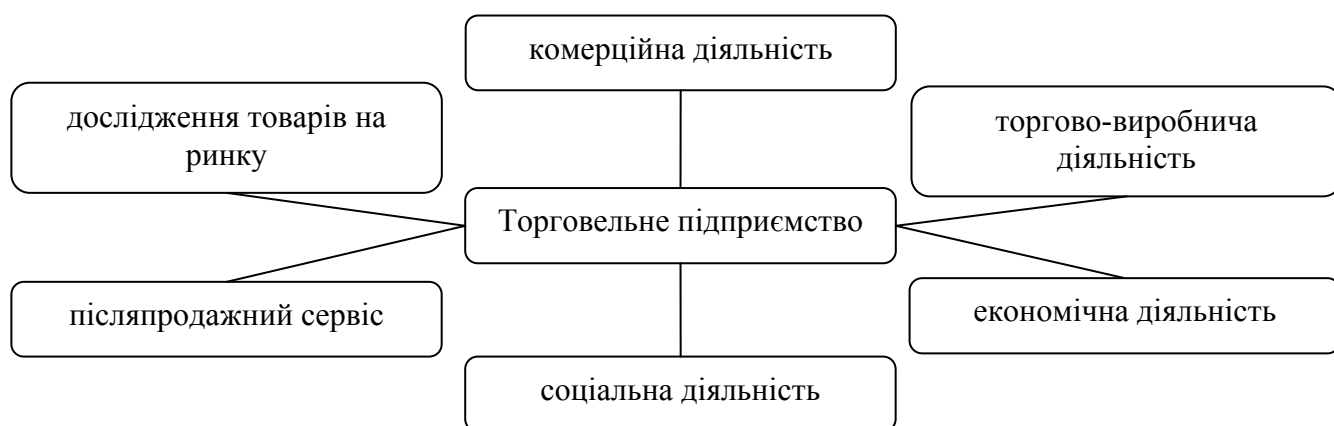 комерційна діяльність
дослідження товарів на
ринку
торгово-виробнича
діяльність
Торговельне підприємство
післяпродажний сервіс
економічна діяльність
соціальна діяльність